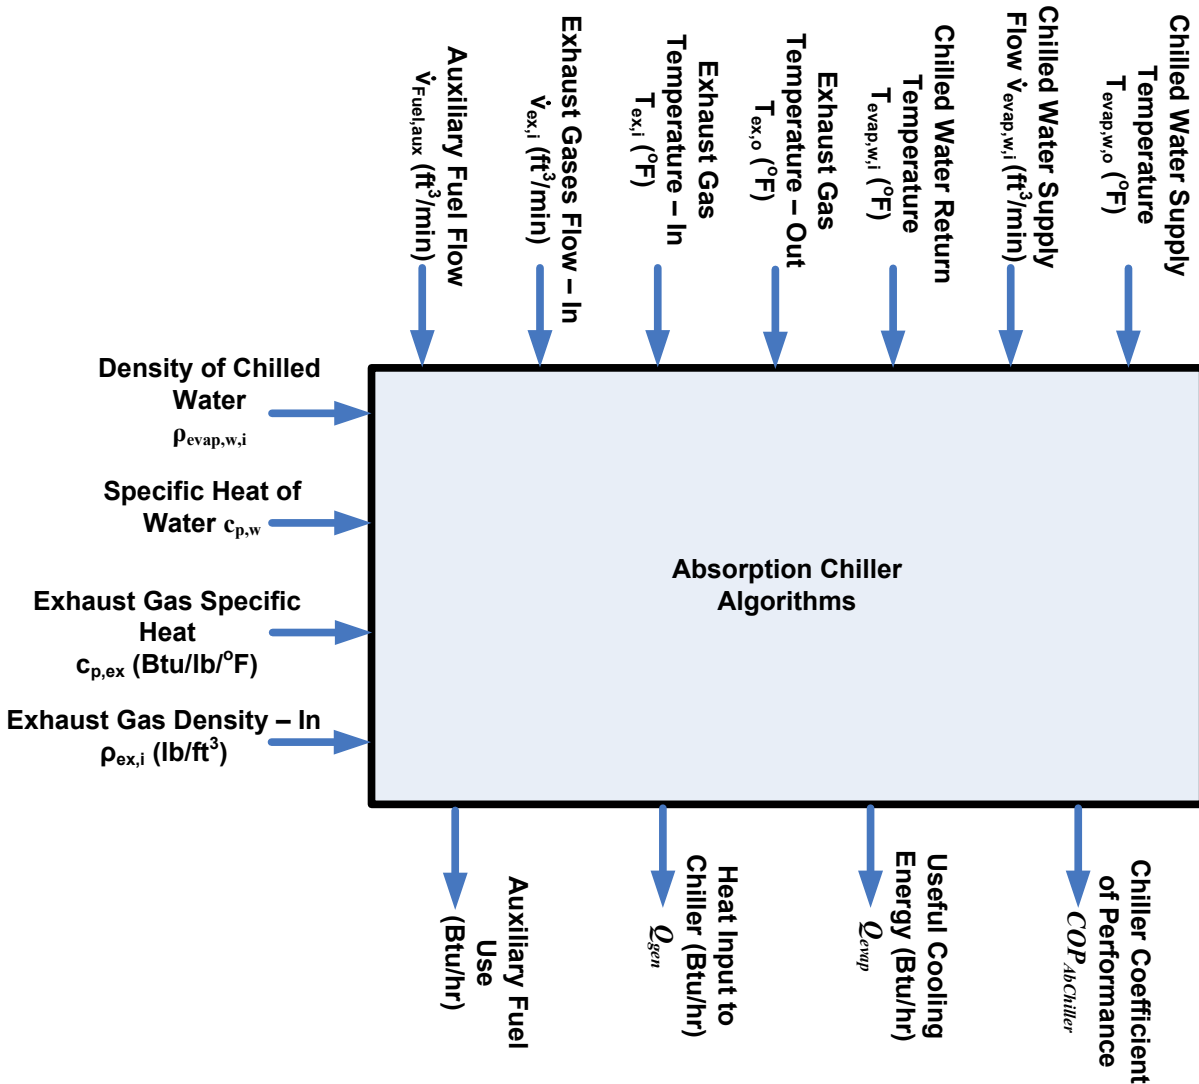 Auxiliary Fuel Flow
v̇Fuel,aux (ft³/min)
Exhaust Gases Flow – In
v̇ex,i (ft³/min)
Exhaust Gas
Temperature – In
Tex,i (°F)
Exhaust Gas
Temperature – Out
Tex,o (°F)
Chilled Water Return
Temperature
Tevap,w,i (°F)
Chilled Water Supply
Flow v̇evap,w,i (ft³/min)
Chilled Water Supply
Temperature
Tevap,w,o (°F)
Density of Chilled
Water
ρevap,w,i
Specific Heat of
Water cp,w
Exhaust Gas Specific
Heat
cp,ex (Btu/lb/°F)
Exhaust Gas Density – In
ρex,i (lb/ft³)
Absorption Chiller
Algorithms
Auxiliary Fuel
Use
(Btu/hr)
Heat Input to
Chiller (Btu/hr)
Qgen
Useful Cooling
Energy (Btu/hr)
Qevap
Chiller Coefficient
of Performance
COPAbChiller